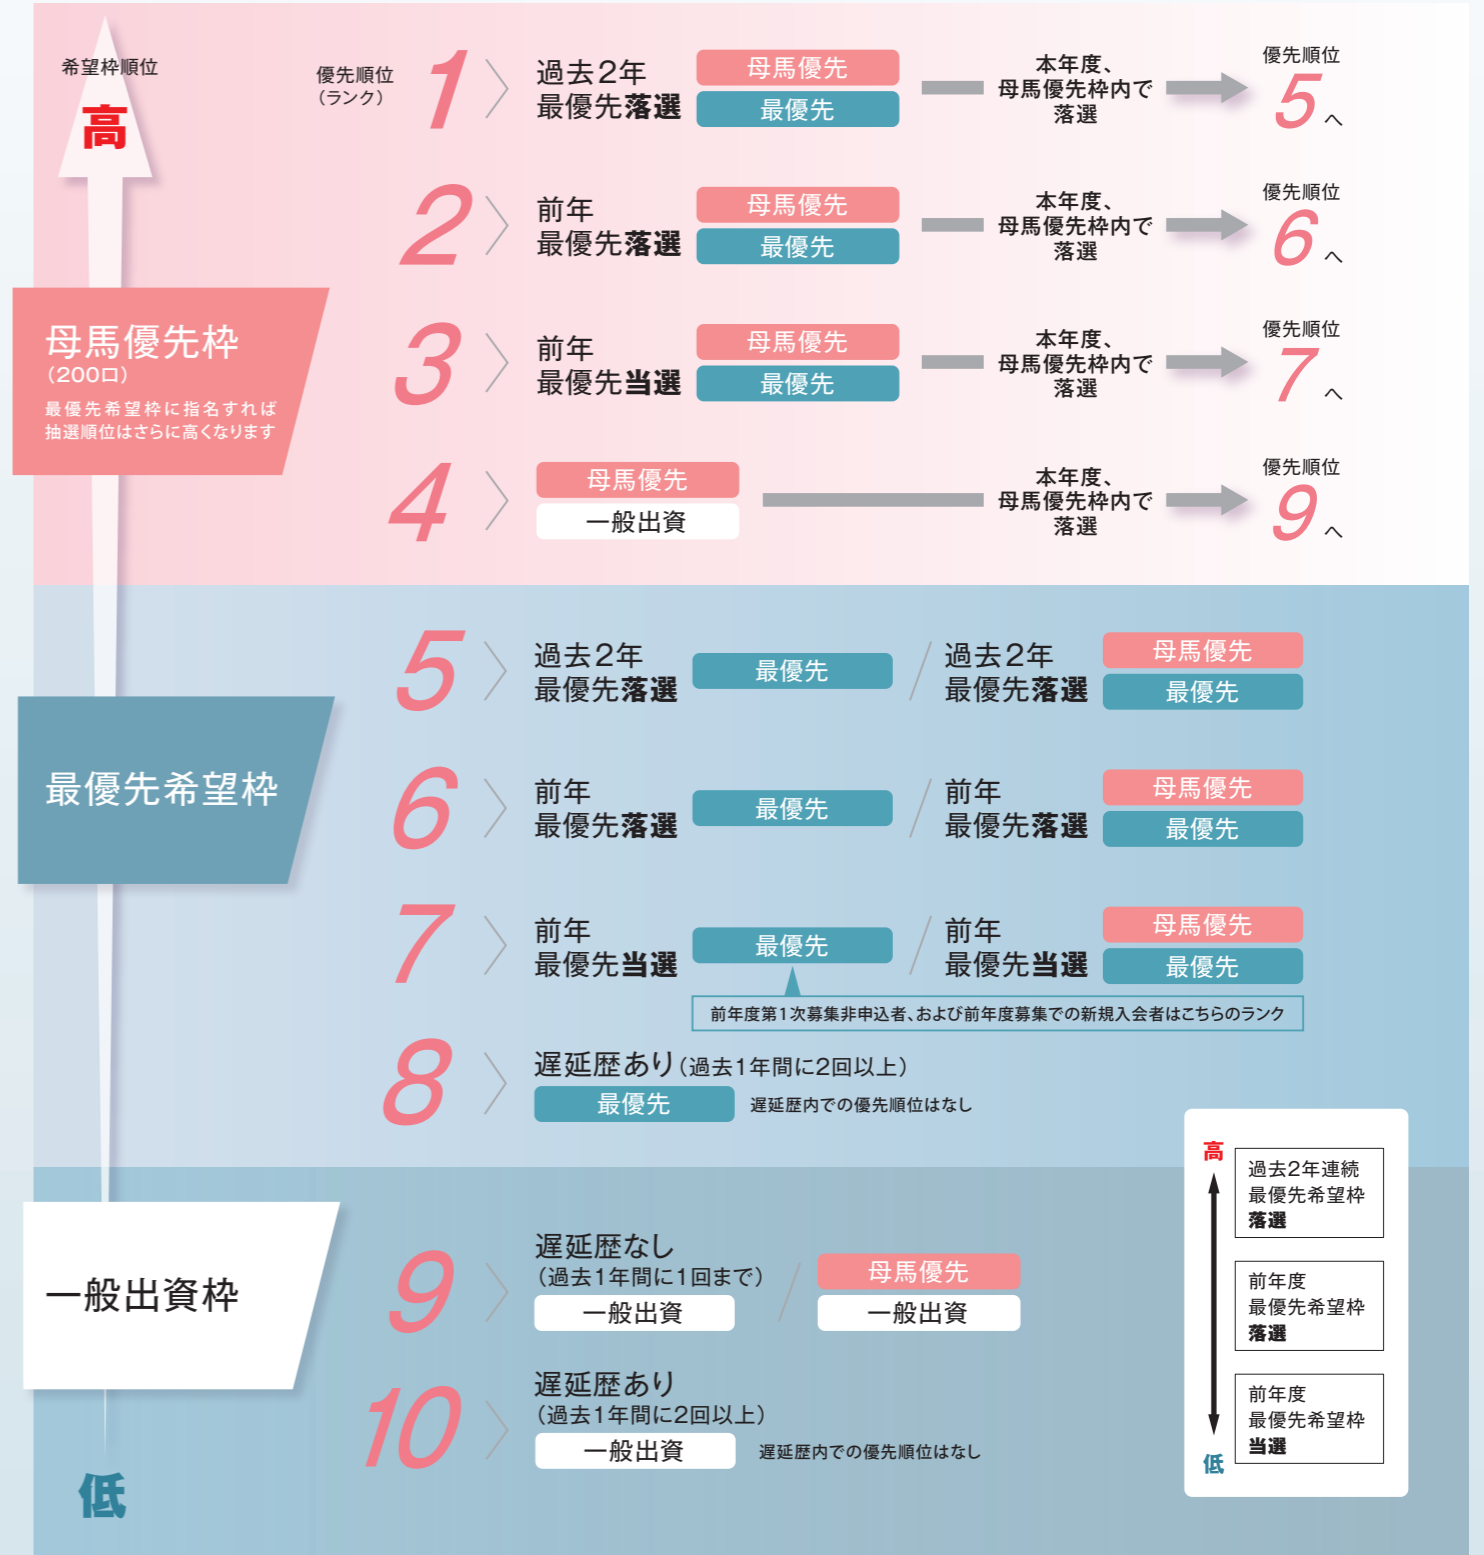 希望枠順位
高
優先順位
（ランク）
1
過去2年
最優先落選
母馬優先
最優先
本年度、
母馬優先枠内で
落選
優先順位
5へ
2
前年
最優先落選
母馬優先
最優先
本年度、
母馬優先枠内で
落選
優先順位
6へ
母馬優先枠
（200口）
最優先希望枠に指名すれば
抽選順位はさらに高くなります
3
前年
最優先当選
母馬優先
最優先
本年度、
母馬優先枠内で
落選
優先順位
7へ
4
母馬優先
一般出資
本年度、
母馬優先枠内で
落選
優先順位
9へ
最優先希望枠
5
過去2年
最優先落選
最優先
過去2年
最優先落選
母馬優先
最優先
6
前年
最優先落選
最優先
前年
最優先落選
母馬優先
最優先
7
前年
最優先当選
最優先
前年
最優先当選
母馬優先
最優先
前年度第1次募集非申込者、および前年度募集での新規入会者はこちらのランク
8
遅延歴あり（過去1年間に2回以上）
最優先
遅延歴内での優先順位はなし
一般出資枠
9
遅延歴なし
（過去1年間に1回まで）
一般出資
母馬優先
一般出資
10
遅延歴あり
（過去1年間に2回以上）
一般出資
遅延歴内での優先順位はなし
低
高
過去2年連続
最優先希望枠
落選
前年度
最優先希望枠
落選
前年度
最優先希望枠
当選
低